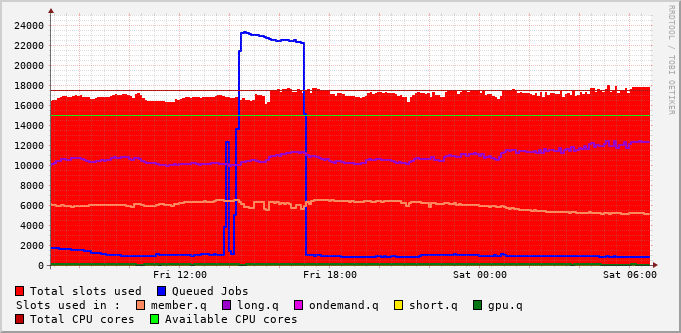 RRDTOOL / TOBI OETIKER
24000
22000
20000
18000
16000
14000
12000
10000
8000
6000
4000
2000
0
Fri 12:00 Fri 18:00 Sat 00:00 Sat 06:00
Total slots used Queued Jobs
Slots used in : member.q long.q ondemand.q short.q gpu.q
Total CPU cores Available CPU cores